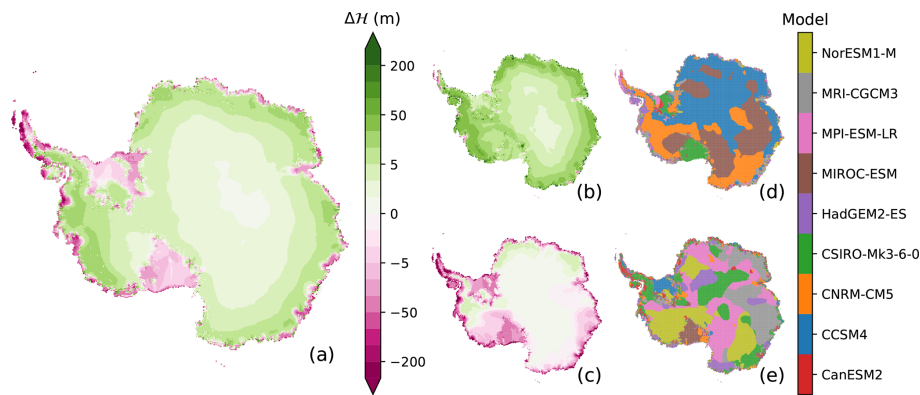 Δℋ (m)
200
50
5
0
−5
−50
−200
(a)
(b)
(c)
(d)
(e)
Model
NorESM1-M
MRI-CGCM3
MPI-ESM-LR
MIROC-ESM
HadGEM2-ES
CSIRO-Mk3-6-0
CNRM-CM5
CCSM4
CanESM2